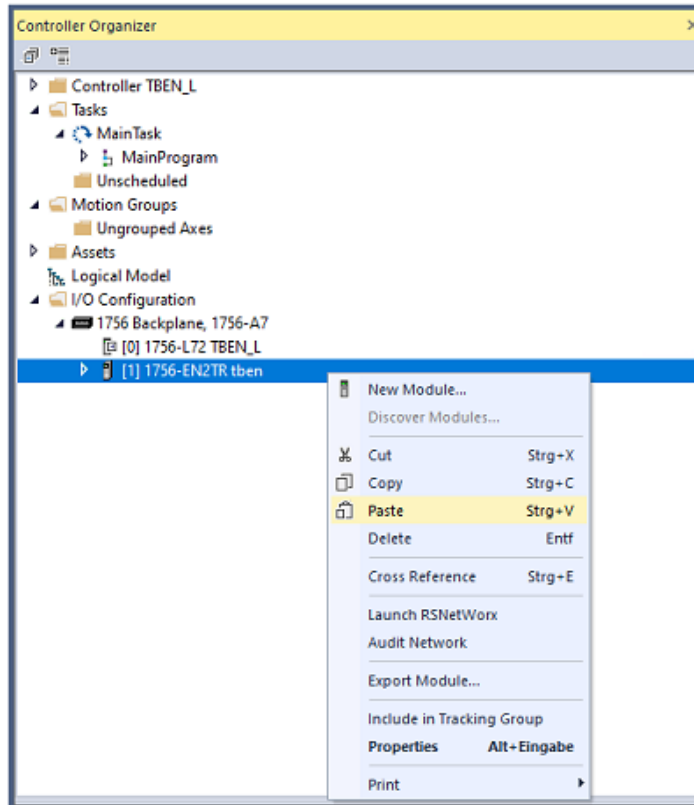 Controller Organizer
Controller TBEN_L
Tasks
MainTask
MainProgram
Unscheduled
Motion Groups
Ungrouped Axes
Assets
Logical Model
I/O Configuration
1756 Backplane, 1756-A7
[0] 1756-L72 TBEN_L
[1] 1756-EN2TR tben
New Module...
Discover Modules...
Cut Strg+X
Copy Strg+C
Paste Strg+V
Delete Entf
Cross Reference Strg+E
Launch RSNetWorx
Audit Network
Export Module...
Include in Tracking Group
Properties Alt+Eingabe
Print